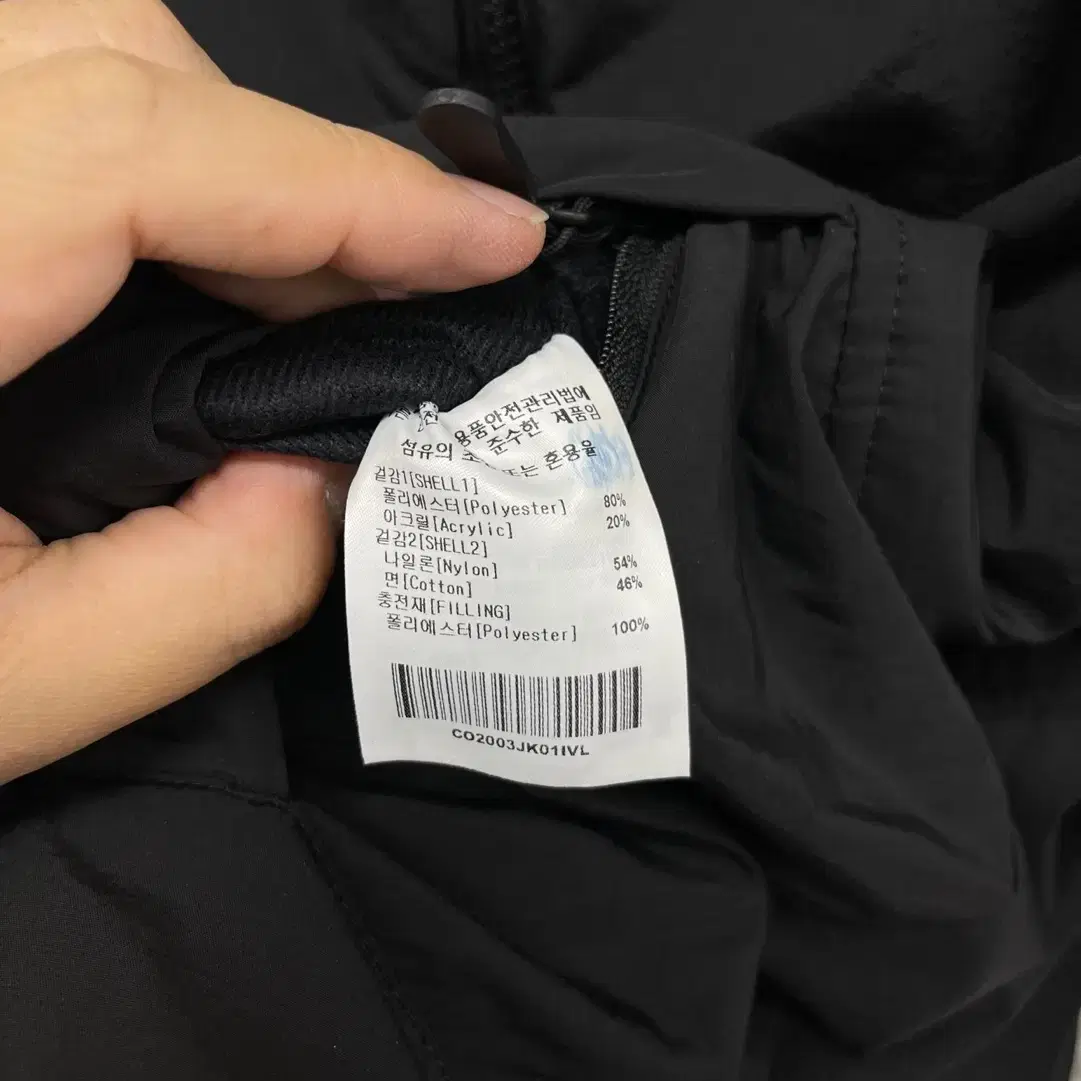 용품안전관리법에
준수한 제품임
섬유의 조 또는 혼용율
겉감1[SHELL1]
폴리에스터[Polyester] 80%
아크릴[Acrylic] 20%
겉감2[SHELL2]
나일론[Nylon] 54%
면[Cotton] 46%
충전재[FILLING]
폴리에스터[Polyester] 100%
CO2003JK01IVL